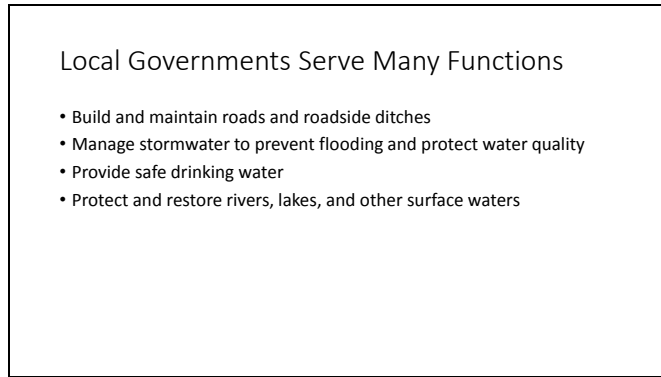 Local Governments Serve Many Functions
• Build and maintain roads and roadside ditches
• Manage stormwater to prevent flooding and protect water quality
• Provide safe drinking water
• Protect and restore rivers, lakes, and other surface waters